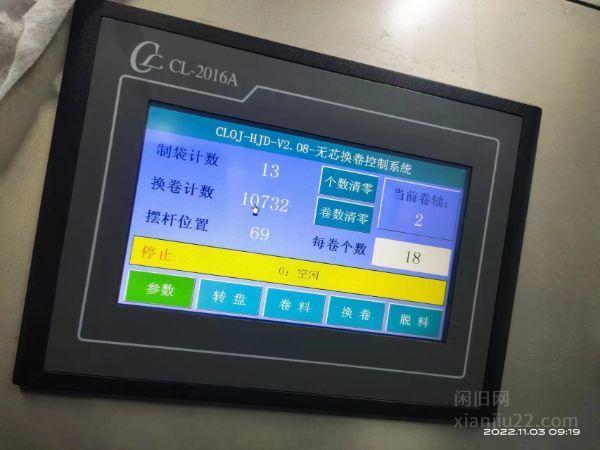 CL CL-2016A
CLOJ-HJD-V2.08-无芯换卷控制系统
制袋计数 13 个数清零 当前卷轴:
换卷计数 10732 卷数清零 2
摆杆位置 69 每卷个数 18
停止 0: 空闲
参数 转盘 卷料 换卷 脱料
闲旧网
xianjiu22.com
2022.11.03 09:19